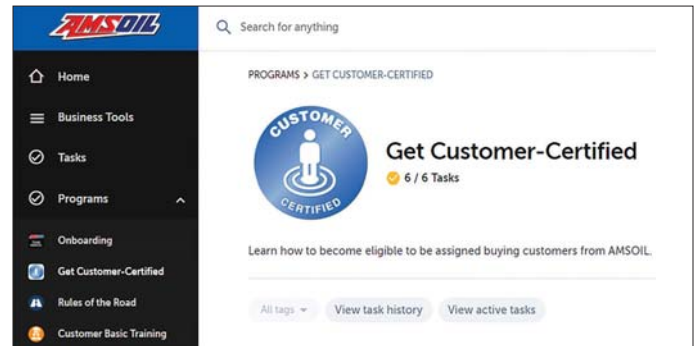 AMSOIL
Search for anything
Home
Business Tools
Tasks
Programs
Onboarding
Get Customer-Certified
Rules of the Road
Customer Basic Training
PROGRAMS > GET CUSTOMER-CERTIFIED
CUSTOMER
CERTIFIED
Get Customer-Certified
6 / 6 Tasks
Learn how to become eligible to be assigned buying customers from AMSOIL.
All tags
View task history
View active tasks